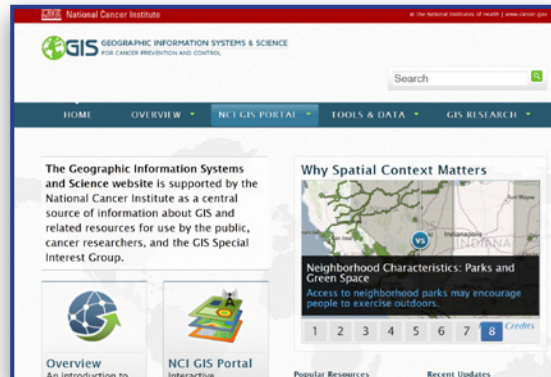 National Cancer Institute
at the National Institutes of Health | www.cancer.gov
GIS GEOGRAPHIC INFORMATION SYSTEMS & SCIENCE
FOR CANCER PREVENTION AND CONTROL
Search
HOME OVERVIEW NCI GIS PORTAL TOOLS & DATA GIS RESEARCH
The Geographic Information Systems
and Science website is supported by the
National Cancer Institute as a central
source of information about GIS and
related resources for use by the public,
cancer researchers, and the GIS Special
Interest Group.
Overview
An introduction to
NCI GIS Portal
Interactive
Why Spatial Context Matters
Fort Wayne
San Jose
Indianapolis
INDIANA
VS
Neighborhood Characteristics: Parks and
Green Space
Access to neighborhood parks may encourage
people to exercise outdoors.
1 2 3 4 5 6 7 8 Credits
Popular Resources
Recent Updates